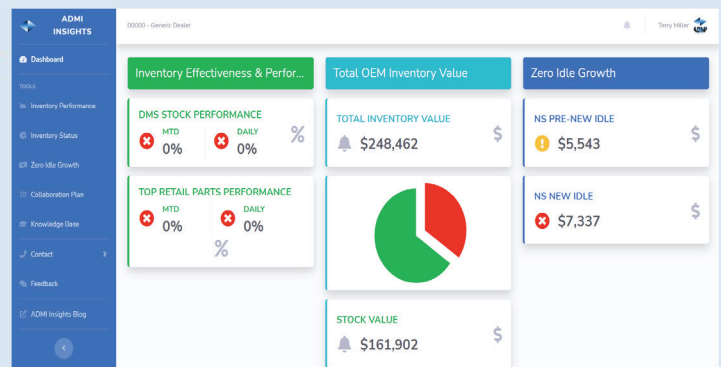 ADMI
INSIGHTS
Dashboard
TOOLS
Inventory Performance
Inventory Status
Zero Idle Growth
Collaboration Plan
Knowledge Base
Contact
Feedback
ADMI Insights Blog
00000 - Generic Dealer
Terry Miller
ADMI
Inventory Effectiveness & Perfor...
DMS STOCK PERFORMANCE
MTD
0%
DAILY
0%
%
TOP RETAIL PARTS PERFORMANCE
MTD
0%
DAILY
0%
%
Total OEM Inventory Value
TOTAL INVENTORY VALUE
$248,462
$
STOCK VALUE
$161,902
$
Zero Idle Growth
NS PRE-NEW IDLE
$5,543
$
NS NEW IDLE
$7,337
$